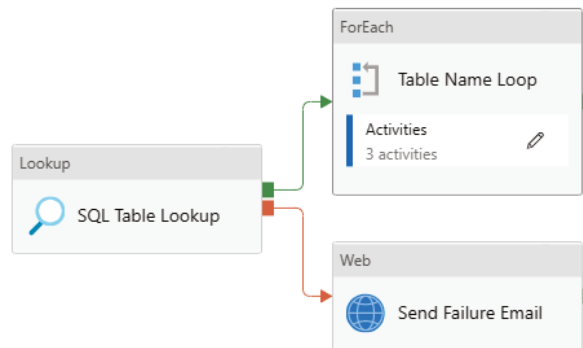 Lookup
SQL Table Lookup
ForEach
Table Name Loop
Activities
3 activities
Web
Send Failure Email